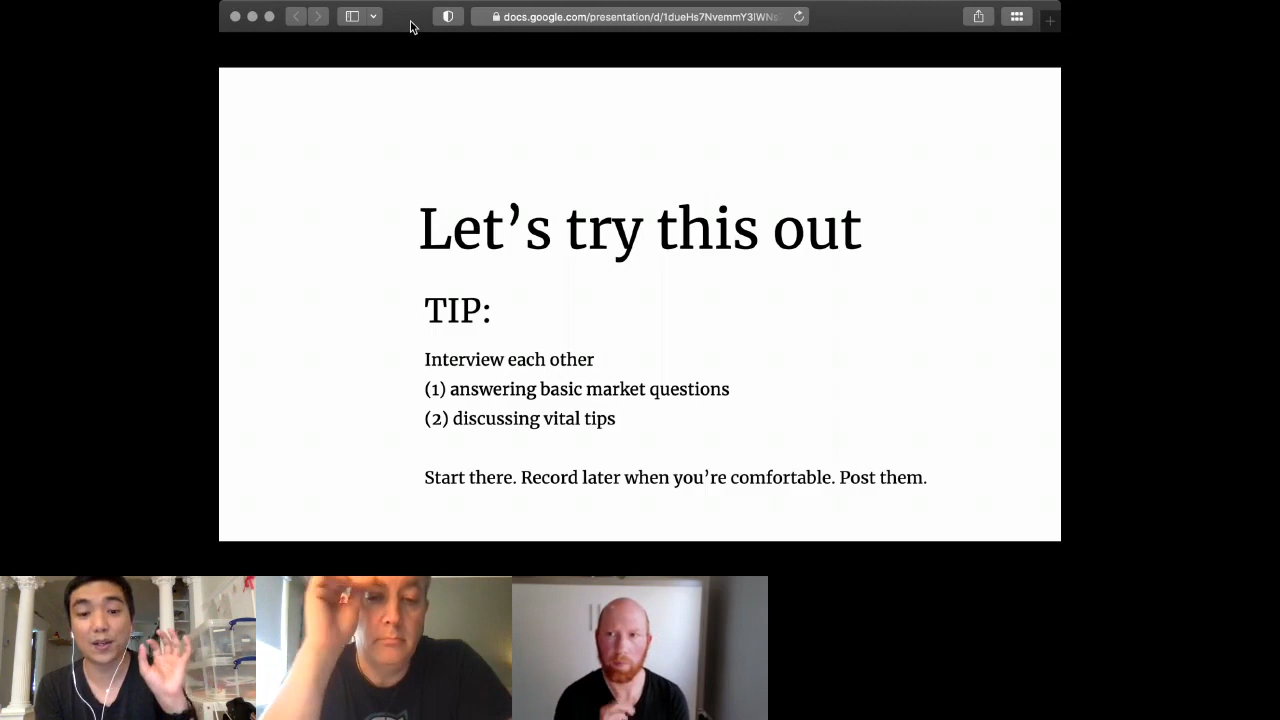 docs.google.com/presentation/d/1dueHs7NvemmY3IWNs
Let’s try this out
TIP:
Interview each other
(1) answering basic market questions
(2) discussing vital tips
Start there. Record later when you’re comfortable. Post them.